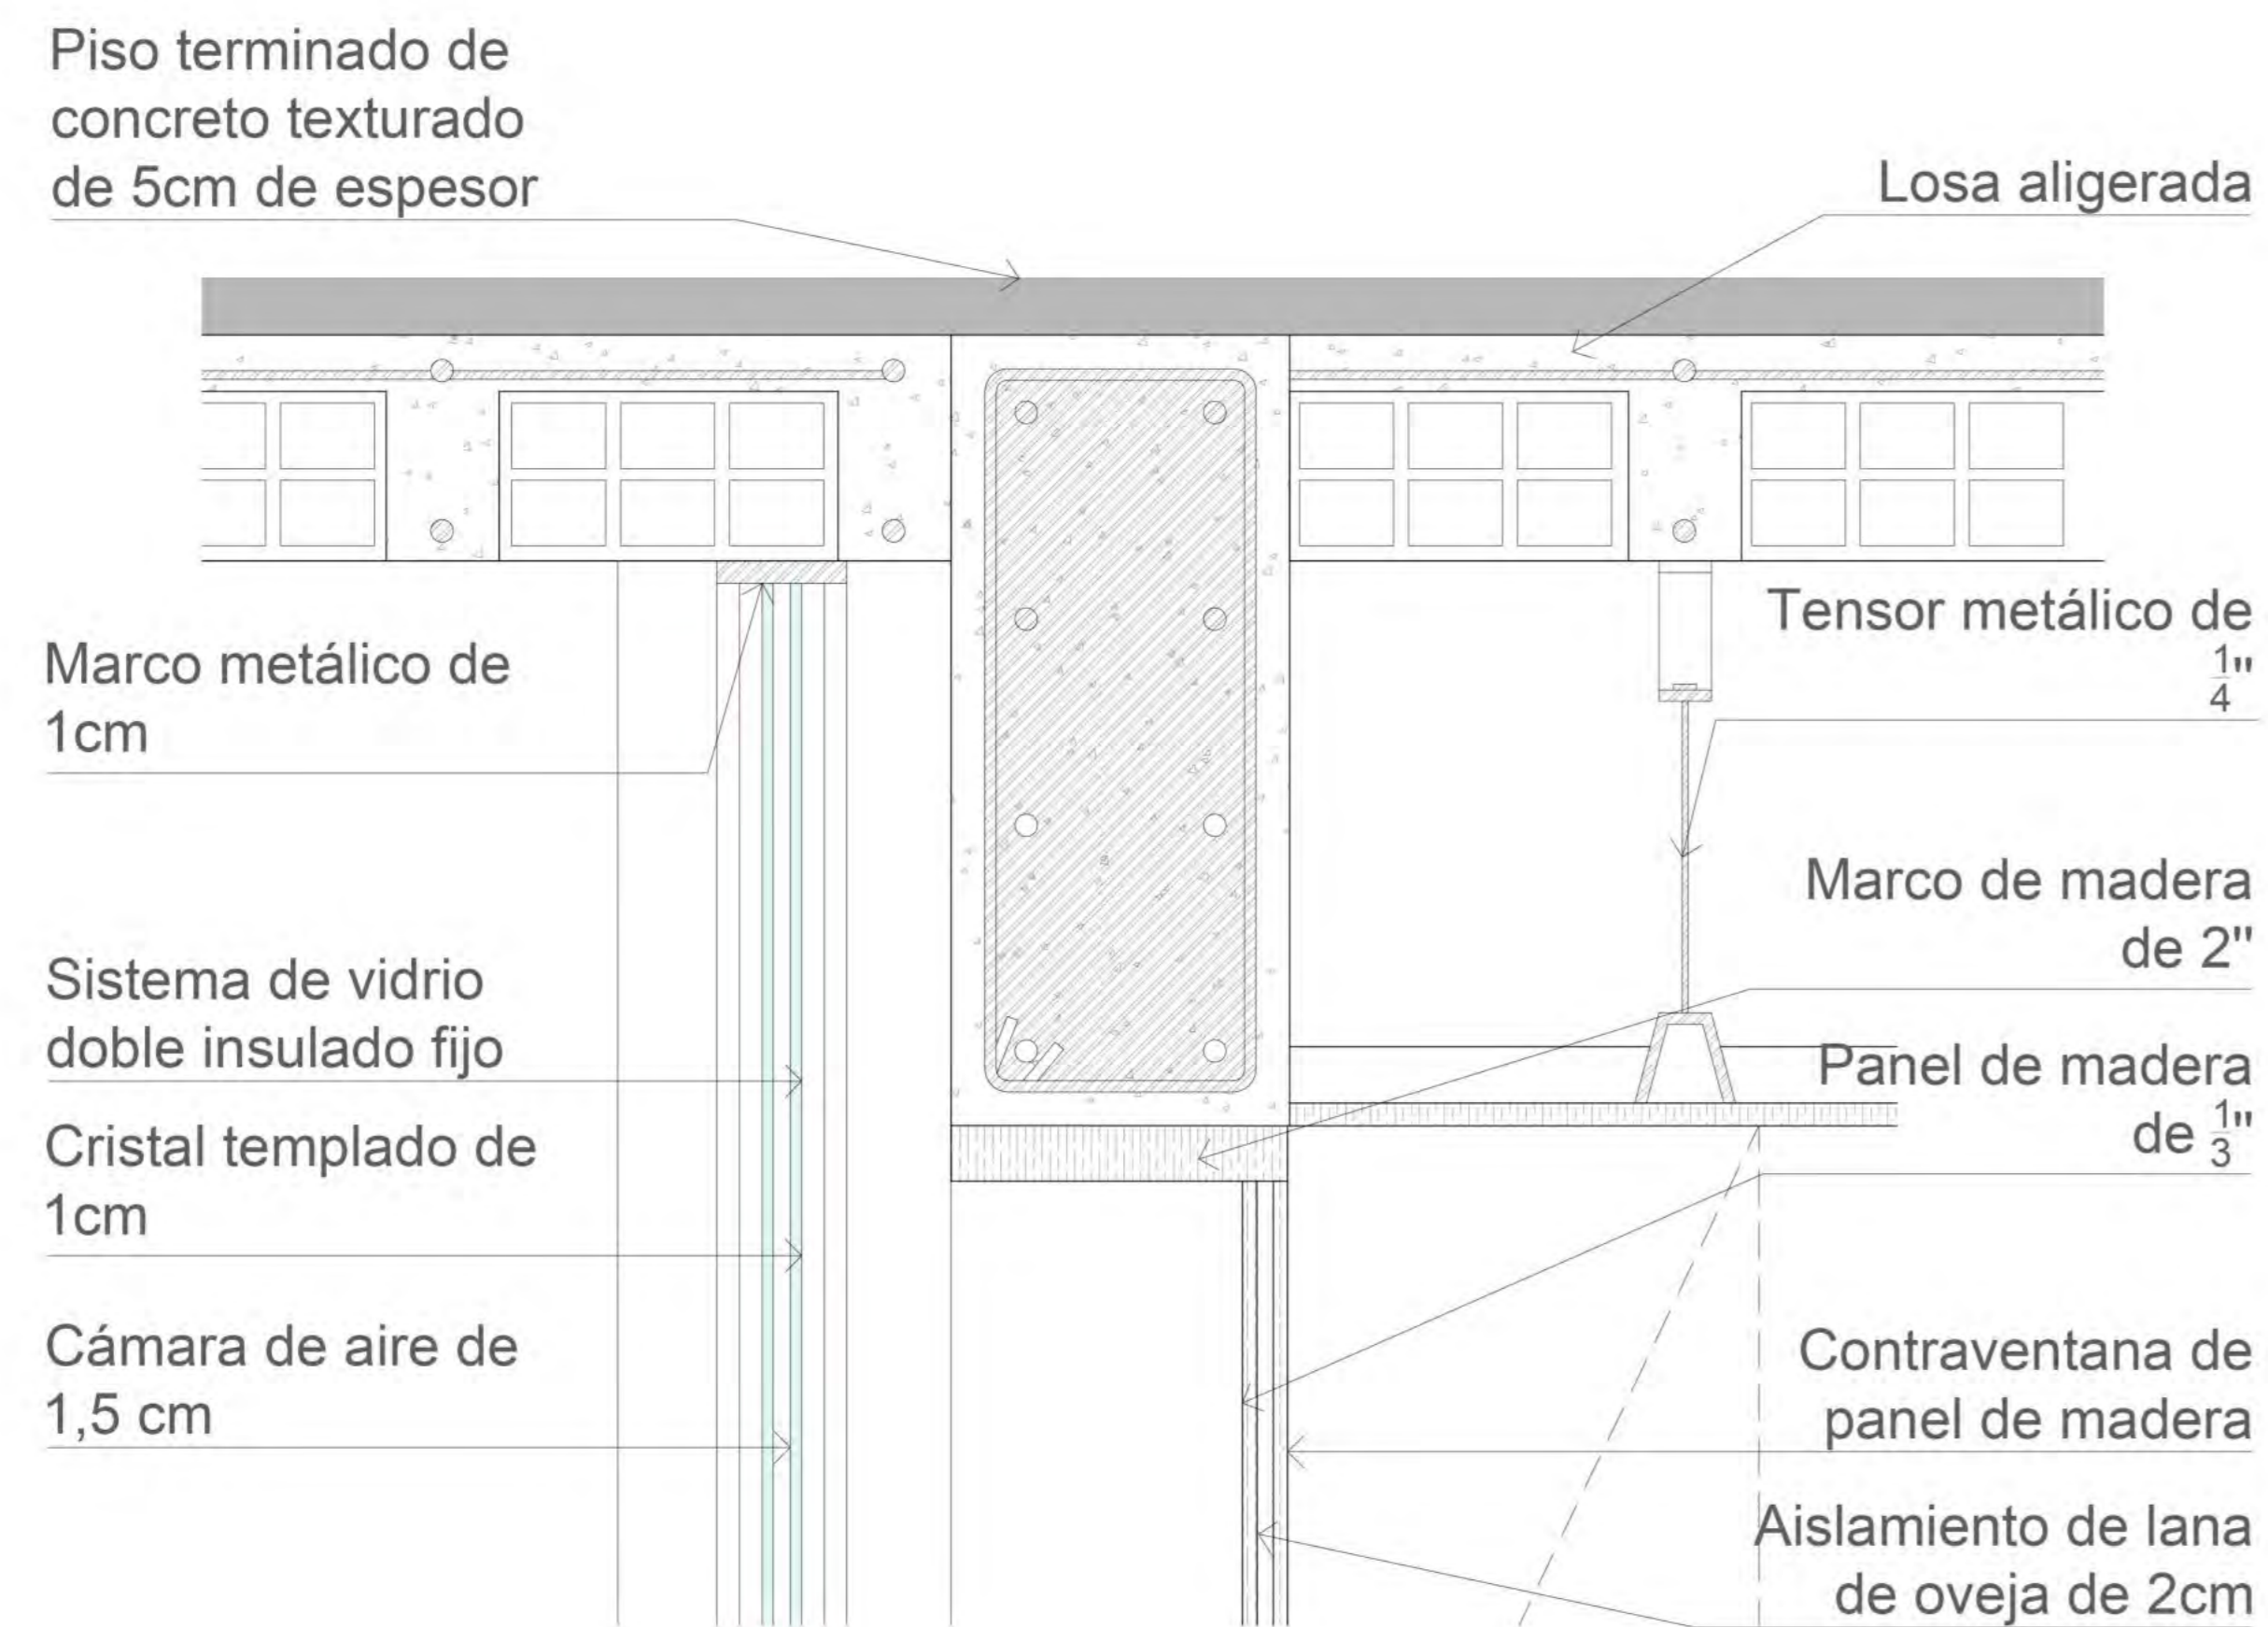 Piso terminado de
concreto texturado
de 5cm de espesor
Losa aligerada
Marco metálico de
1cm
Tensor metálico de
1/4"
Sistema de vidrio
doble insulado fijo
Marco de madera
de 2"
Cristal templado de
1cm
Panel de madera
de 1/3"
Cámara de aire de
1,5 cm
Contraventana de
panel de madera
Aislamiento de lana
de oveja de 2cm